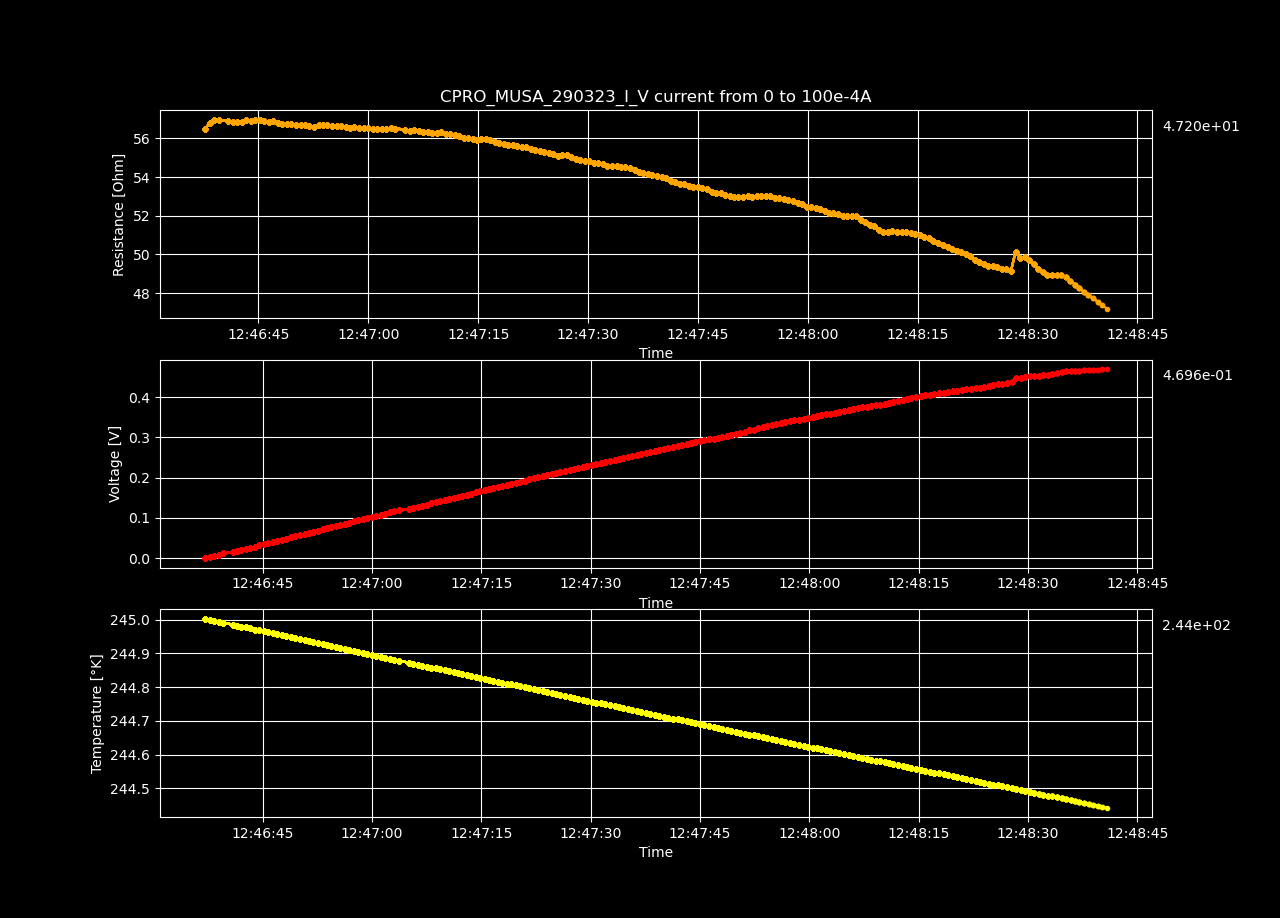 CPRO_MUSA_290323_I_V current from 0 to 100e-4A
4.720e+01
Resistance [Ohm]
56
54
52
50
48
12:46:45 12:47:00 12:47:15 12:47:30 12:47:45 12:48:00 12:48:15 12:48:30 12:48:45
Time
4.696e-01
Voltage [V]
0.4
0.3
0.2
0.1
0.0
12:46:45 12:47:00 12:47:15 12:47:30 12:47:45 12:48:00 12:48:15 12:48:30 12:48:45
Time
2.44e+02
Temperature [°K]
245.0
244.9
244.8
244.7
244.6
244.5
12:46:45 12:47:00 12:47:15 12:47:30 12:47:45 12:48:00 12:48:15 12:48:30 12:48:45
Time